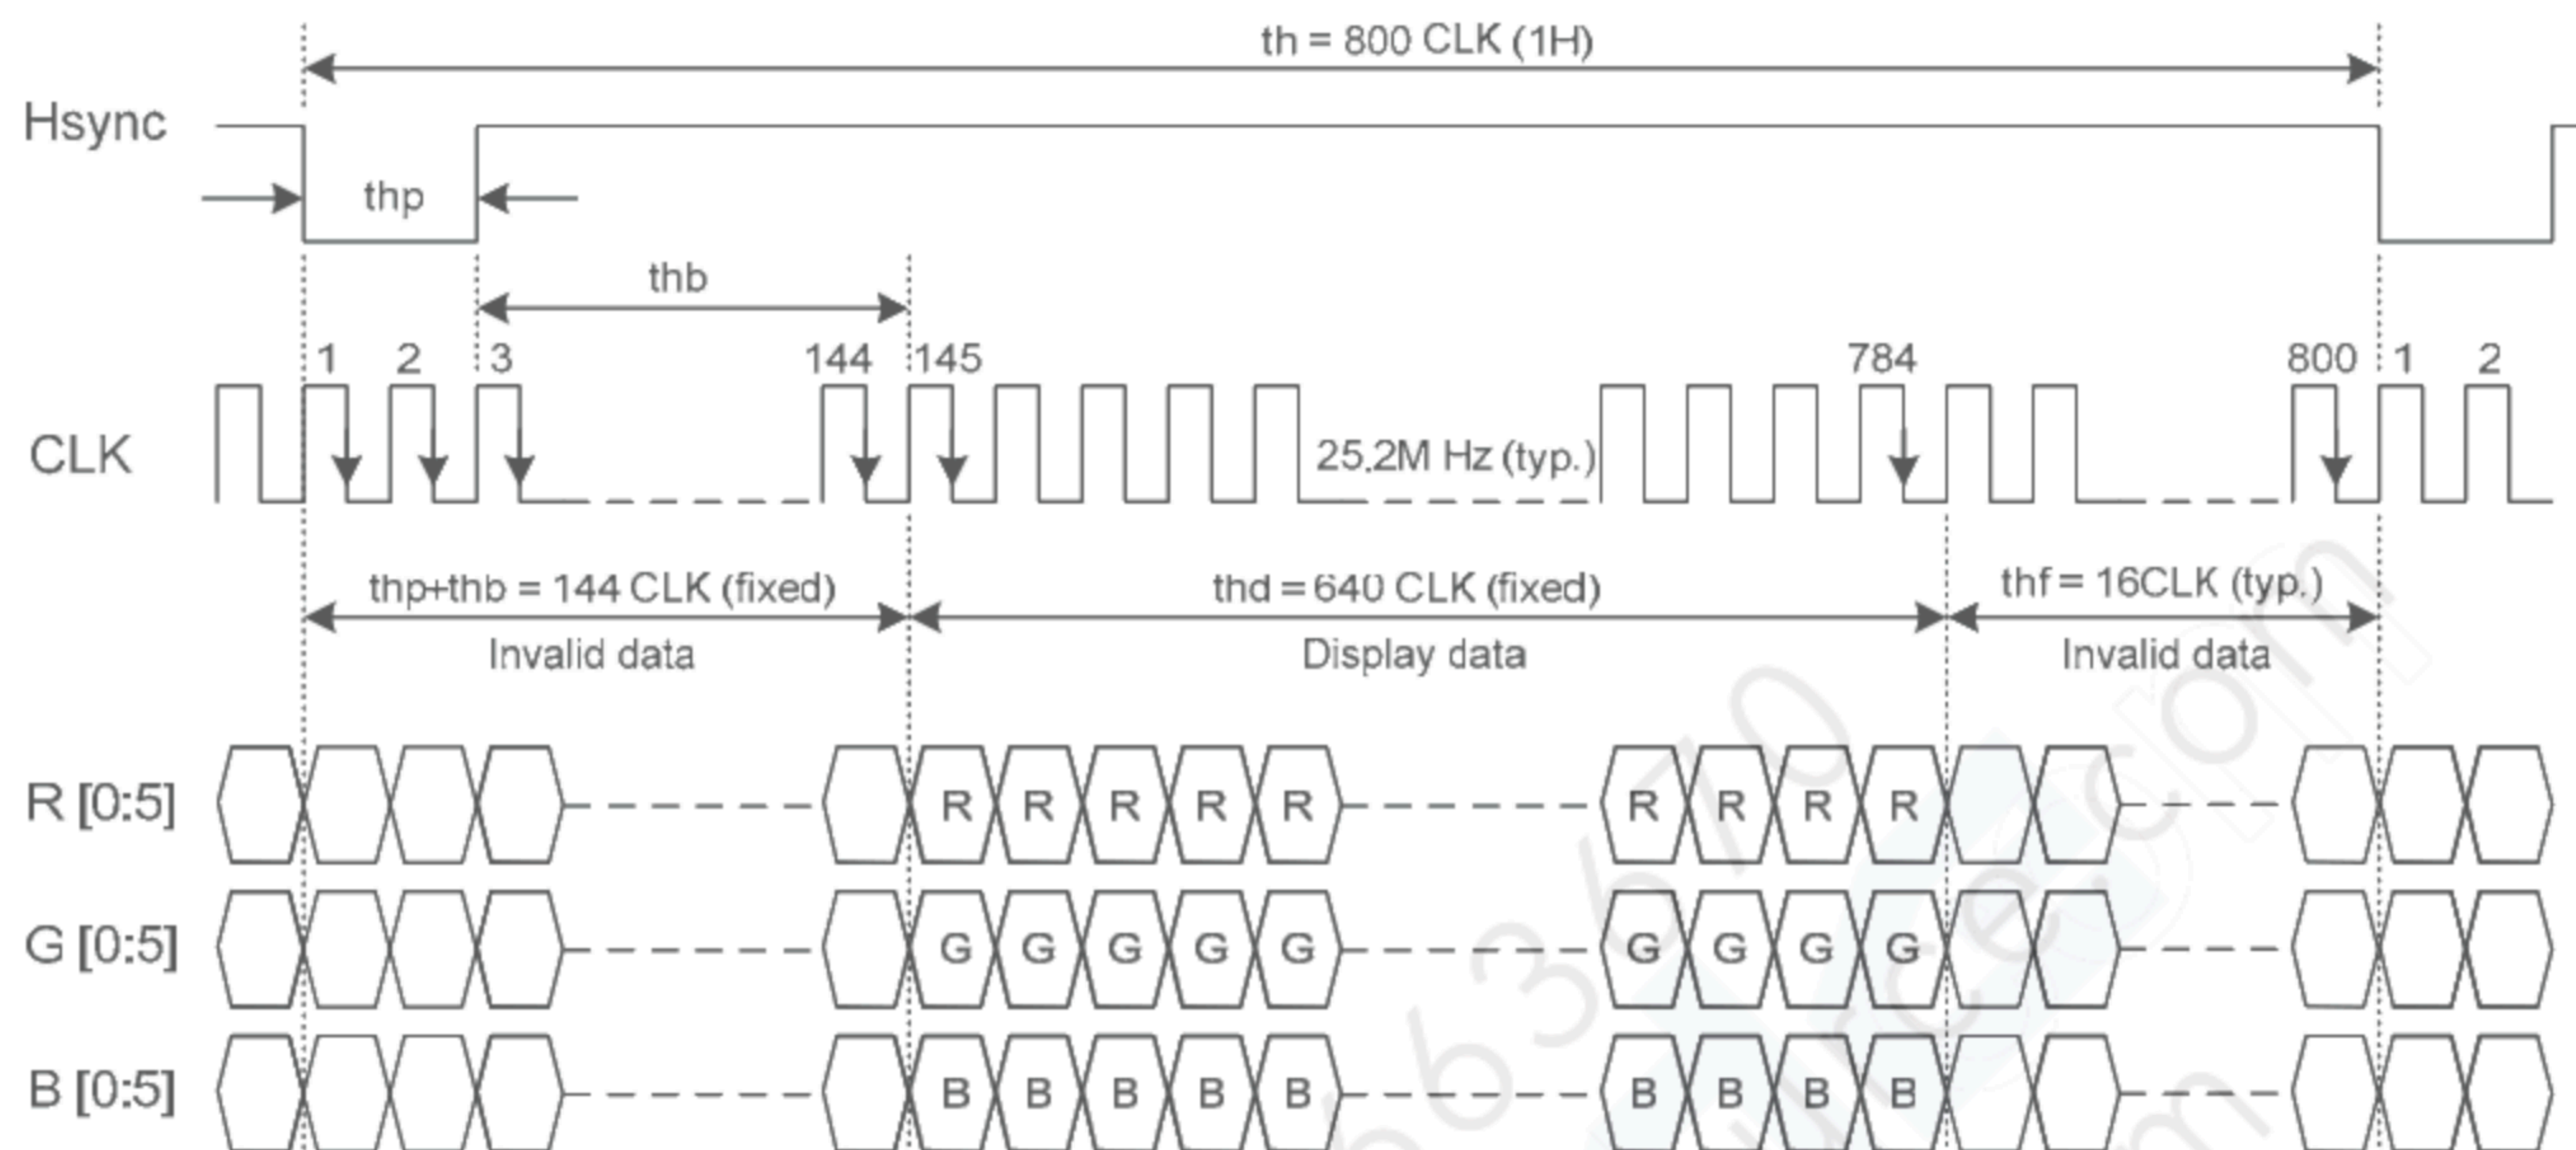 th = 800 CLK (1H)
Hsync
thp
thb
1 2 3 144 145 784 800 1 2
CLK
25.2M Hz (typ.)
thp+thb = 144 CLK (fixed) thd = 640 CLK (fixed) thf = 16CLK (typ.)
Invalid data Display data Invalid data
R [0:5] R R R R R R R R R
G [0:5] G G G G G G G G G
B [0:5] B B B B B B B B B